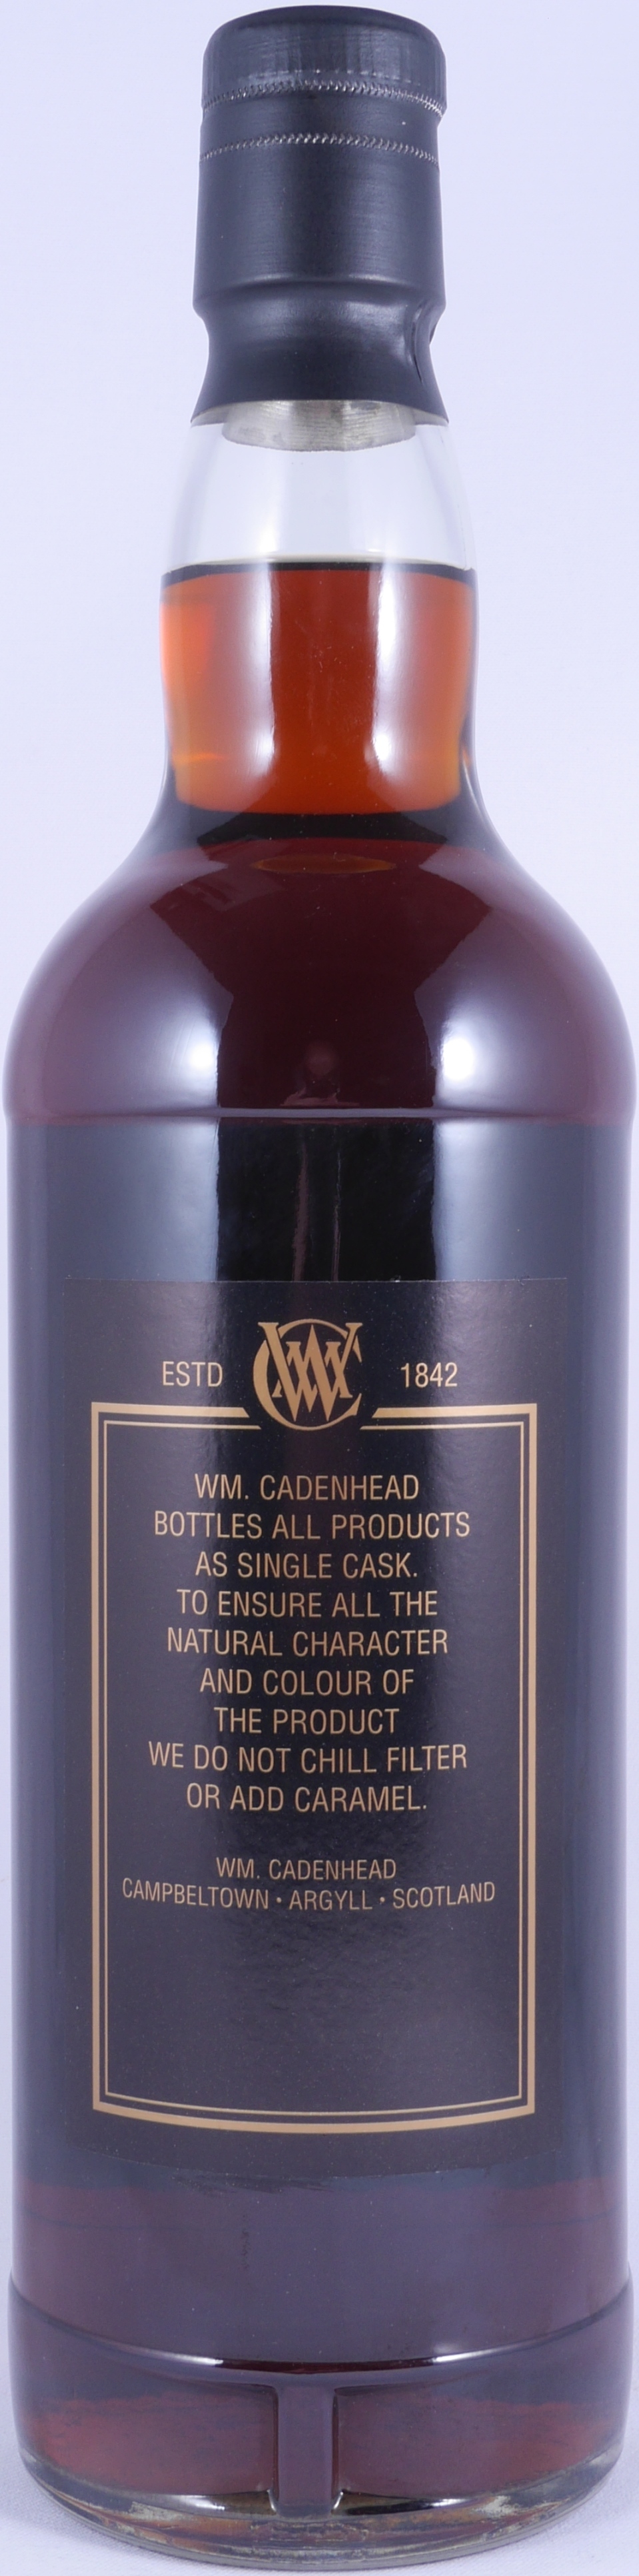 ESTD WC 1842
WM. CADENHEAD
BOTTLES ALL PRODUCTS
AS SINGLE CASK.
TO ENSURE ALL THE
NATURAL CHARACTER
AND COLOUR OF
THE PRODUCT
WE DO NOT CHILL FILTER
OR ADD CARAMEL.
WM. CADENHEAD
CAMPBELTOWN • ARGYLL • SCOTLAND